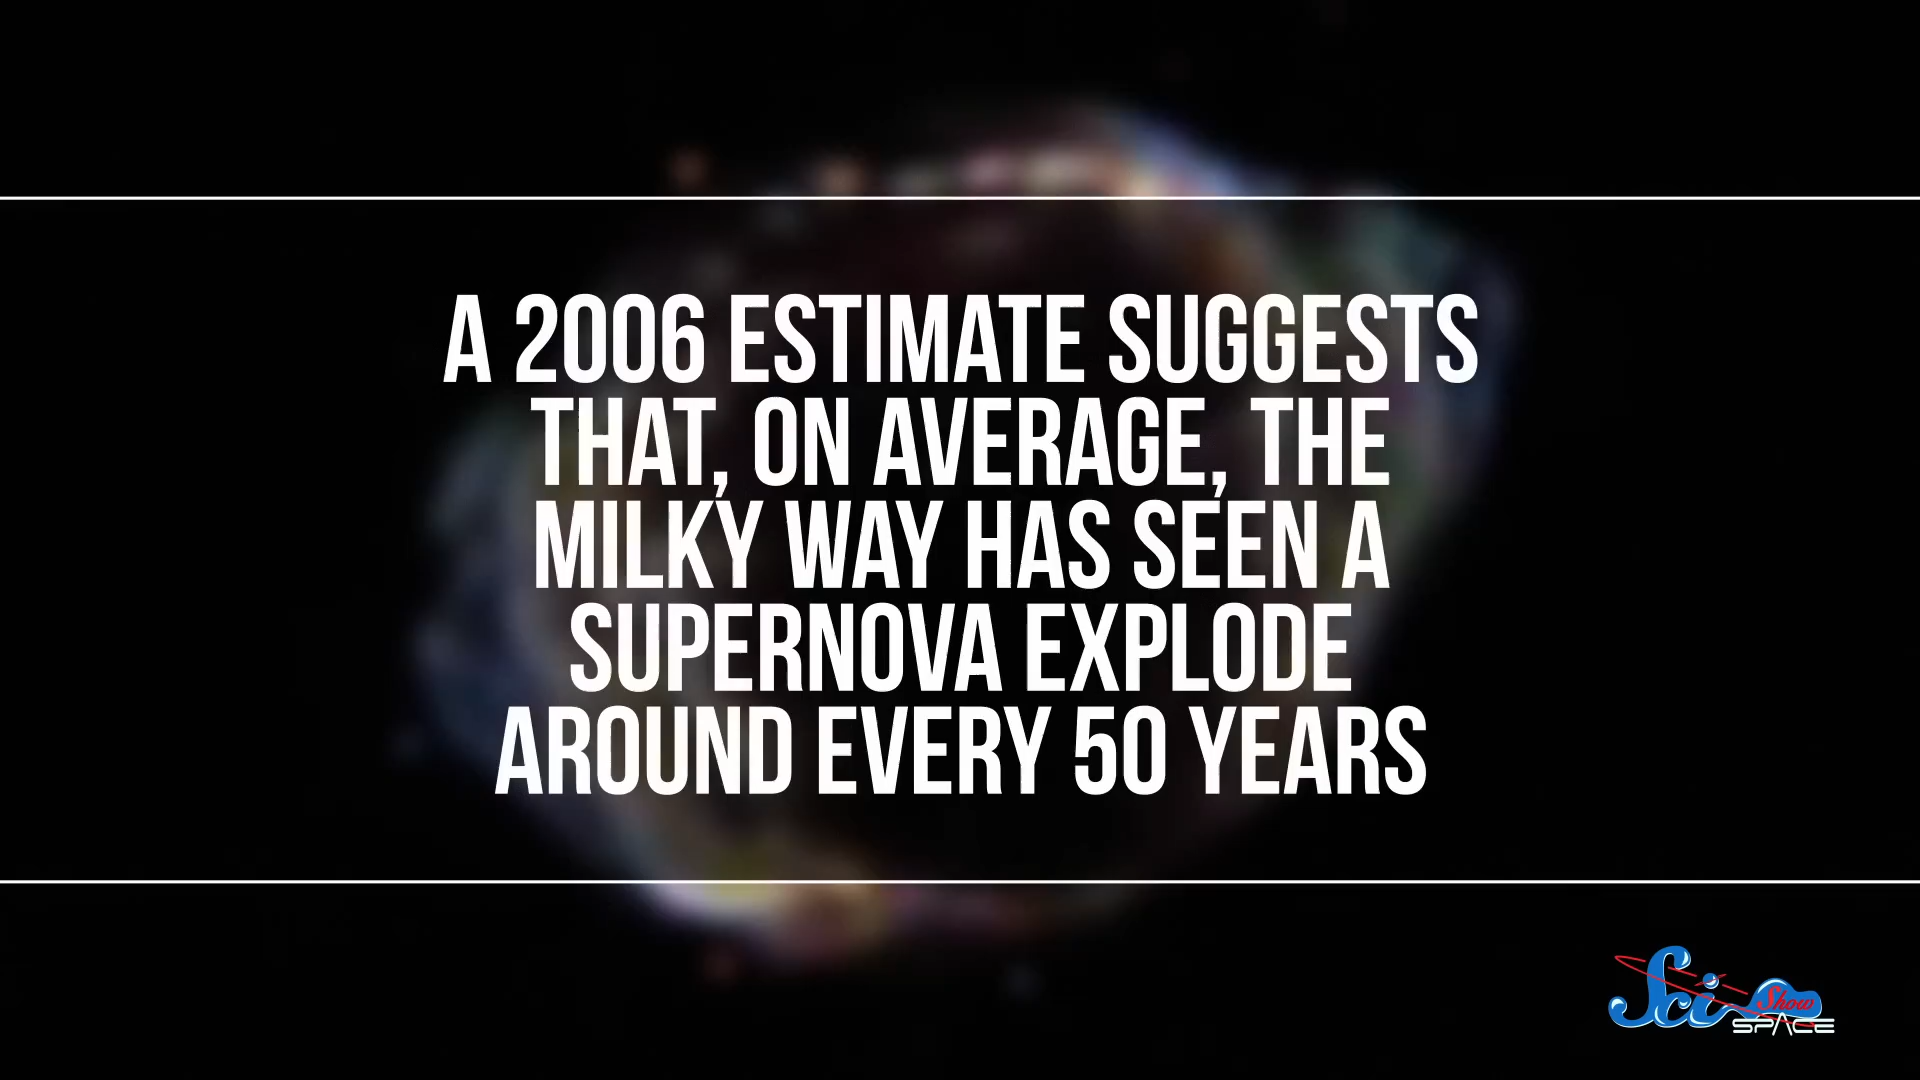 A 2006 ESTIMATE SUGGESTS
THAT, ON AVERAGE, THE
MILKY WAY HAS SEEN A
SUPERNOVA EXPLODE
AROUND EVERY 50 YEARS
Sci
Show
SPACE